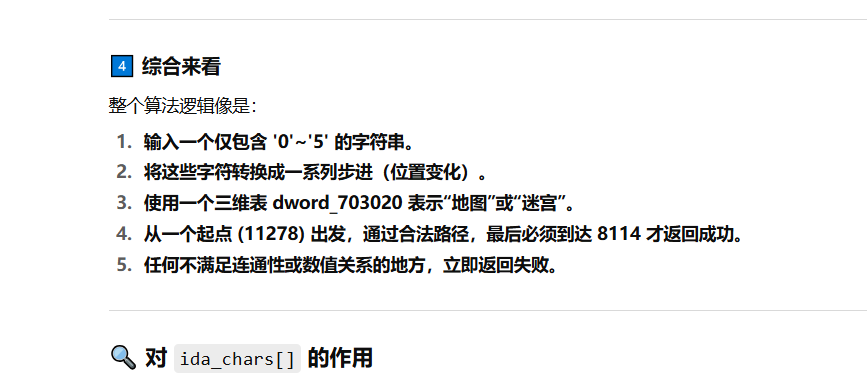 4 综合来看
整个算法逻辑像是：
1. 输入一个仅包含 '0'~'5' 的字符串。
2. 将这些字符转换成一系列步进（位置变化）。
3. 使用一个三维表 dword_703020 表示“地图”或“迷宫”。
4. 从一个起点 (11278) 出发，通过合法路径，最后必须到达 8114 才返回成功。
5. 任何不满足连通性或数值关系的地方，立即返回失败。
🔍 对 ida_chars[] 的作用